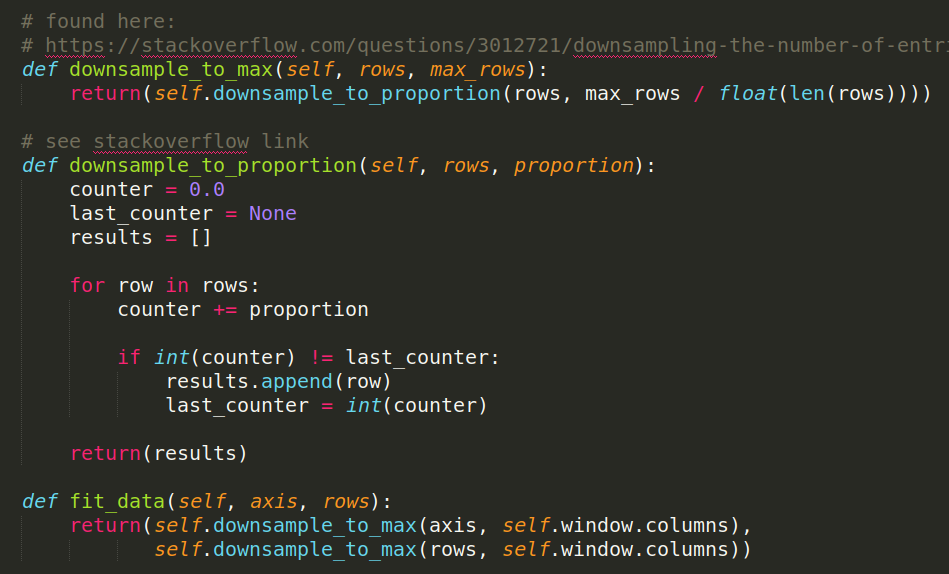 # found here:
# https://stackoverflow.com/questions/3012721/downsampling-the-number-of-entr
def downsample_to_max(self, rows, max_rows):
    return(self.downsample_to_proportion(rows, max_rows / float(len(rows))))

# see stackoverflow link
def downsample_to_proportion(self, rows, proportion):
    counter = 0.0
    last_counter = None
    results = []

    for row in rows:
        counter += proportion

        if int(counter) != last_counter:
            results.append(row)
            last_counter = int(counter)

    return(results)

def fit_data(self, axis, rows):
    return(self.downsample_to_max(axis, self.window.columns),
           self.downsample_to_max(rows, self.window.columns))